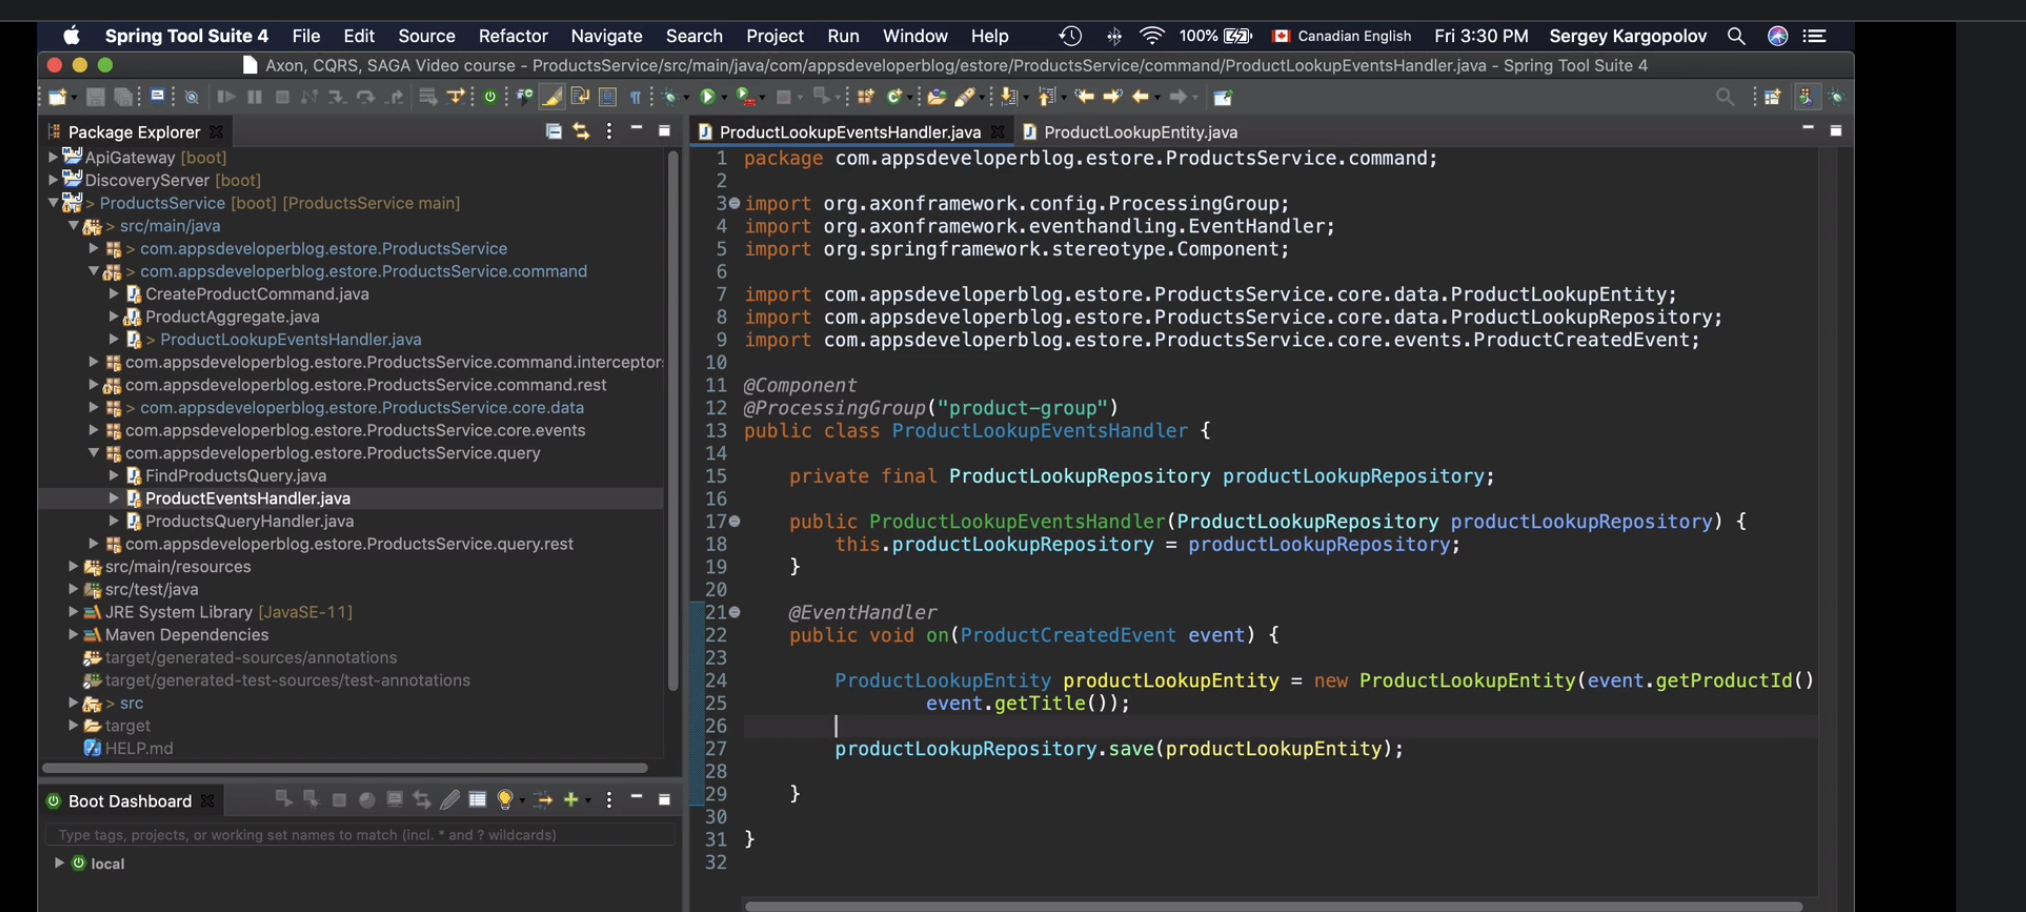 Spring Tool Suite 4 File Edit Source Refactor Navigate Search Project Run Window Help 100% Canadian English Fri 3:30 PM Sergey Kargopolov
Axon, CQRS, SAGA Video course - ProductsService/src/main/java/com/appsdeveloperblog/estore/ProductsService/command/ProductLookupEventsHandler.java - Spring Tool Suite 4
Package Explorer
ApiGateway [boot]
DiscoveryServer [boot]
> ProductsService [boot] [ProductsService main]
> src/main/java
> com.appsdeveloperblog.estore.ProductsService
> com.appsdeveloperblog.estore.ProductsService.command
CreateProductCommand.java
ProductAggregate.java
> ProductLookupEventsHandler.java
com.appsdeveloperblog.estore.ProductsService.command.interceptor
com.appsdeveloperblog.estore.ProductsService.command.rest
> com.appsdeveloperblog.estore.ProductsService.core.data
com.appsdeveloperblog.estore.ProductsService.core.events
com.appsdeveloperblog.estore.ProductsService.query
FindProductsQuery.java
ProductEventsHandler.java
ProductsQueryHandler.java
com.appsdeveloperblog.estore.ProductsService.query.rest
src/main/resources
src/test/java
JRE System Library [JavaSE-11]
Maven Dependencies
target/generated-sources/annotations
target/generated-test-sources/test-annotations
> src
target
HELP.md
Boot Dashboard
Type tags, projects, or working set names to match (incl. * and ? wildcards)
local
ProductLookupEventsHandler.java ProductLookupEntity.java
1 package com.appsdeveloperblog.estore.ProductsService.command;
2
3 import org.axonframework.config.ProcessingGroup;
4 import org.axonframework.eventhandling.EventHandler;
5 import org.springframework.stereotype.Component;
6
7 import com.appsdeveloperblog.estore.ProductsService.core.data.ProductLookupEntity;
8 import com.appsdeveloperblog.estore.ProductsService.core.data.ProductLookupRepository;
9 import com.appsdeveloperblog.estore.ProductsService.core.events.ProductCreatedEvent;
10
11 @Component
12 @ProcessingGroup("product-group")
13 public class ProductLookupEventsHandler {
14
15 private final ProductLookupRepository productLookupRepository;
16
17 public ProductLookupEventsHandler(ProductLookupRepository productLookupRepository) {
18 this.productLookupRepository = productLookupRepository;
19 }
20
21 @EventHandler
22 public void on(ProductCreatedEvent event) {
23
24 ProductLookupEntity productLookupEntity = new ProductLookupEntity(event.getProductId()
25 event.getTitle());
26
27 productLookupRepository.save(productLookupEntity);
28
29 }
30
31 }
32